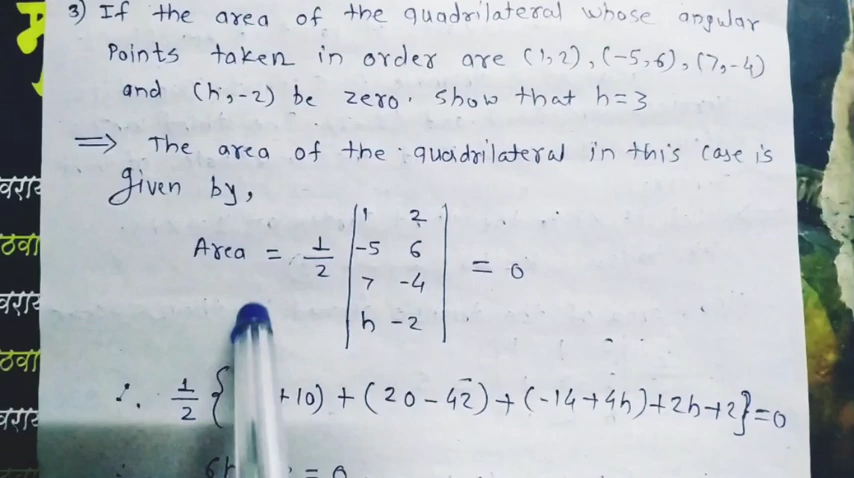 3) If the area of the quadrilateral whose angular
Points taken in order are (1,2), (-5,6), (7,-4)
and (h,-2) be zero. show that h=3
⇒ The area of the quadrilateral in this case is
given by,
Area = 1/2 | 1 2
-5 6
7 -4
h -2 | = 0
∴ 1/2 { +10) + (20-42) + (-14+4h)+2h+2}=0
6h = 0